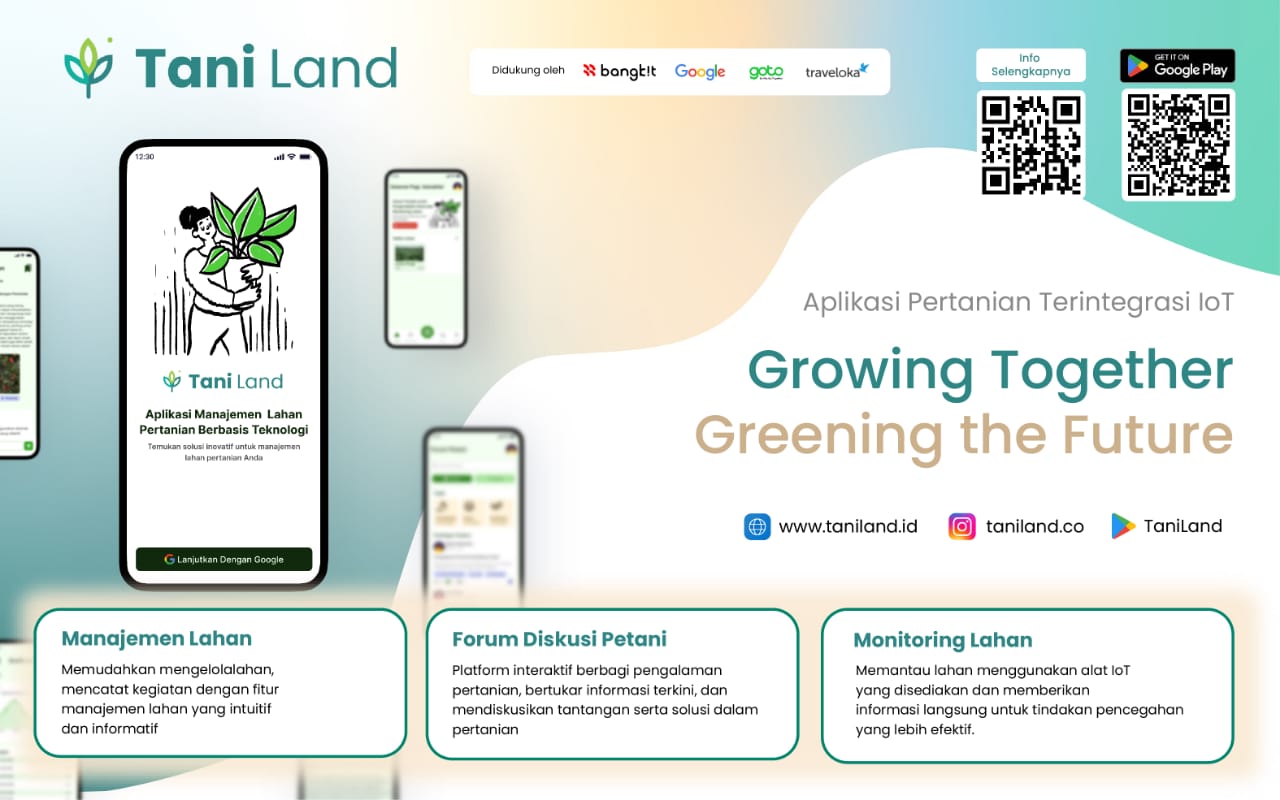 Tani Land
Didukung oleh
bangk!t
Google
goto
traveloka
Info
Selengkapnya
GET IT ON
Google Play
12:30
Tani Land
Aplikasi Manajemen Lahan
Pertanian Berbasis Teknologi
Temukan solusi inovatif untuk manajemen
lahan pertanian Anda
Lanjutkan Dengan Google
Aplikasi Pertanian Terintegrasi IoT
Growing Together
Greening the Future
www.taniland.id
taniland.co
TaniLand
Manajemen Lahan
Memudahkan mengelolalahan,
mencatat kegiatan dengan fitur
manajemen lahan yang intuitif
dan informatif
Forum Diskusi Petani
Platform interaktif berbagi pengalaman
pertanian, bertukar informasi terkini, dan
mendiskusikan tantangan serta solusi dalam
pertanian
Monitoring Lahan
Memantau lahan menggunakan alat IoT
yang disediakan dan memberikan
informasi langsung untuk tindakan pencegahan
yang lebih efektif.